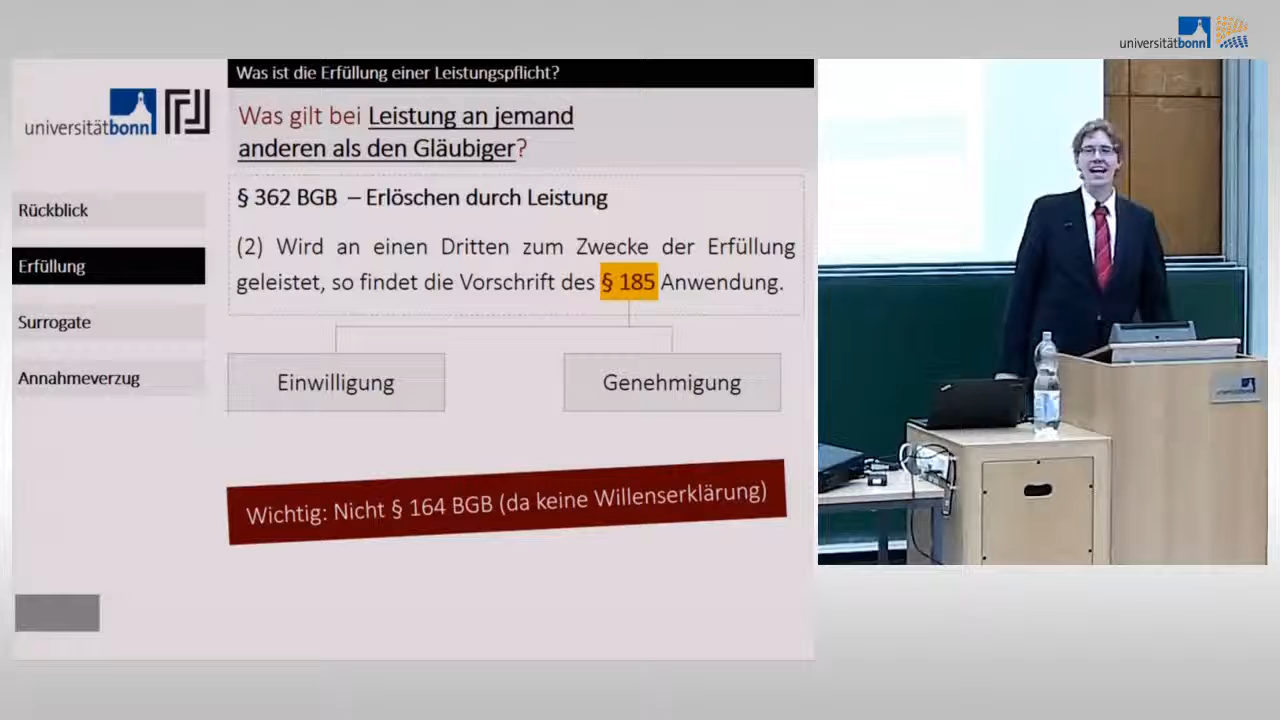 universitätbonn
Was ist die Erfüllung einer Leistungspflicht?
universitätbonn
Was gilt bei Leistung an jemand
anderen als den Gläubiger?
§ 362 BGB – Erlöschen durch Leistung
(2) Wird an einen Dritten zum Zwecke der Erfüllung
geleistet, so findet die Vorschrift des § 185 Anwendung.
Einwilligung
Genehmigung
Wichtig: Nicht § 164 BGB (da keine Willenserklärung)
Rückblick
Erfüllung
Surrogate
Annahmeverzug